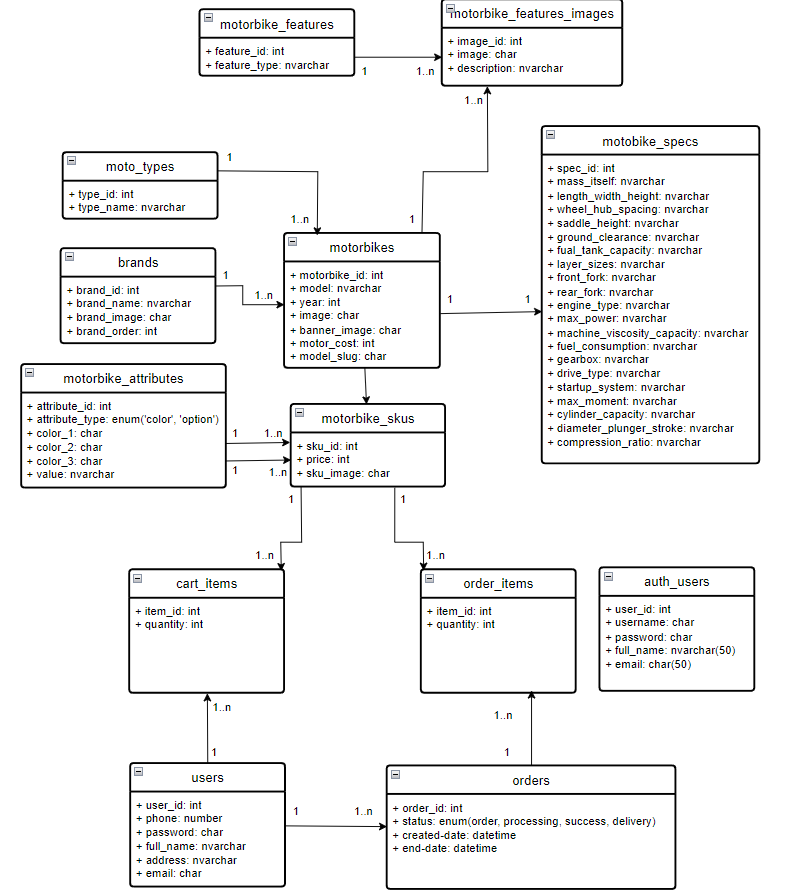 motorbike_features
+ feature_id: int
+ feature_type: nvarchar
1
1..n
motorbike_features_images
+ image_id: int
+ image: char
+ description: nvarchar
1..n
1
moto_types
+ type_id: int
+ type_name: nvarchar
1
1..n
brands
+ brand_id: int
+ brand_name: nvarchar
+ brand_image: char
+ brand_order: int
1
1..n
motorbikes
+ motorbike_id: int
+ model: nvarchar
+ year: int
+ image: char
+ banner_image: char
+ motor_cost: int
+ model_slug: char
1
1
motobike_specs
+ spec_id: int
+ mass_itself: nvarchar
+ length_width_height: nvarchar
+ wheel_hub_spacing: nvarchar
+ saddle_height: nvarchar
+ ground_clearance: nvarchar
+ fual_tank_capacity: nvarchar
+ layer_sizes: nvarchar
+ front_fork: nvarchar
+ rear_fork: nvarchar
+ engine_type: nvarchar
+ max_power: nvarchar
+ machine_viscosity_capacity: nvarchar
+ fuel_consumption: nvarchar
+ gearbox: nvarchar
+ drive_type: nvarchar
+ startup_system: nvarchar
+ max_moment: nvarchar
+ cylinder_capacity: nvarchar
+ diameter_plunger_stroke: nvarchar
+ compression_ratio: nvarchar
motorbike_attributes
+ attribute_id: int
+ attribute_type: enum('color', 'option')
+ color_1: char
+ color_2: char
+ color_3: char
+ value: nvarchar
1
1..n
1
1..n
motorbike_skus
+ sku_id: int
+ price: int
+ sku_image: char
1
1
1..n
1..n
cart_items
+ item_id: int
+ quantity: int
order_items
+ item_id: int
+ quantity: int
auth_users
+ user_id: int
+ username: char
+ password: char
+ full_name: nvarchar(50)
+ email: char(50)
1..n
1
1..n
1
users
+ user_id: int
+ phone: number
+ password: char
+ full_name: nvarchar
+ address: nvarchar
+ email: char
1
1..n
orders
+ order_id: int
+ status: enum(order, processing, success, delivery)
+ created-date: datetime
+ end-date: datetime